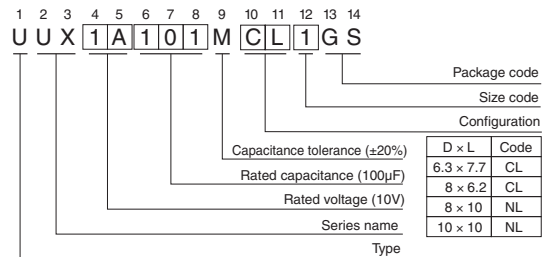 1 2 3 4 5 6 7 8 9 10 11 12 13 14
U U X 1 A 1 0 1 M C L 1 G S
Package code
Size code
Configuration
Capacitance tolerance (±20%)
Rated capacitance (100µF)
Rated voltage (10V)
Series name
Type
D × L Code
6.3 × 7.7 CL
8 × 6.2 CL
8 × 10 NL
10 × 10 NL